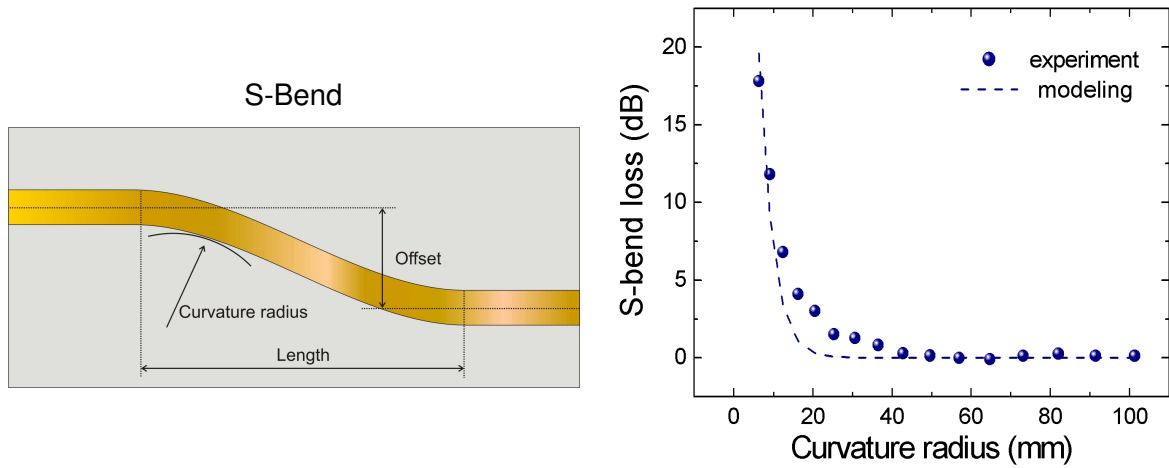 S-Bend
Offset
Curvature radius
Length
20
15
10
5
0
S-bend loss (dB)
experiment
modeling
0 20 40 60 80 100
Curvature radius (mm)